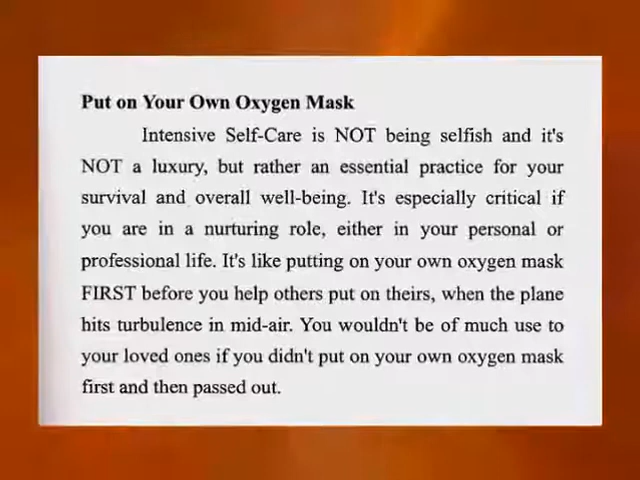 Put on Your Own Oxygen Mask
Intensive Self-Care is NOT being selfish and it's
NOT a luxury, but rather an essential practice for your
survival and overall well-being. It's especially critical if
you are in a nurturing role, either in your personal or
professional life. It's like putting on your own oxygen mask
FIRST before you help others put on theirs, when the plane
hits turbulence in mid-air. You wouldn't be of much use to
your loved ones if you didn't put on your own oxygen mask
first and then passed out.